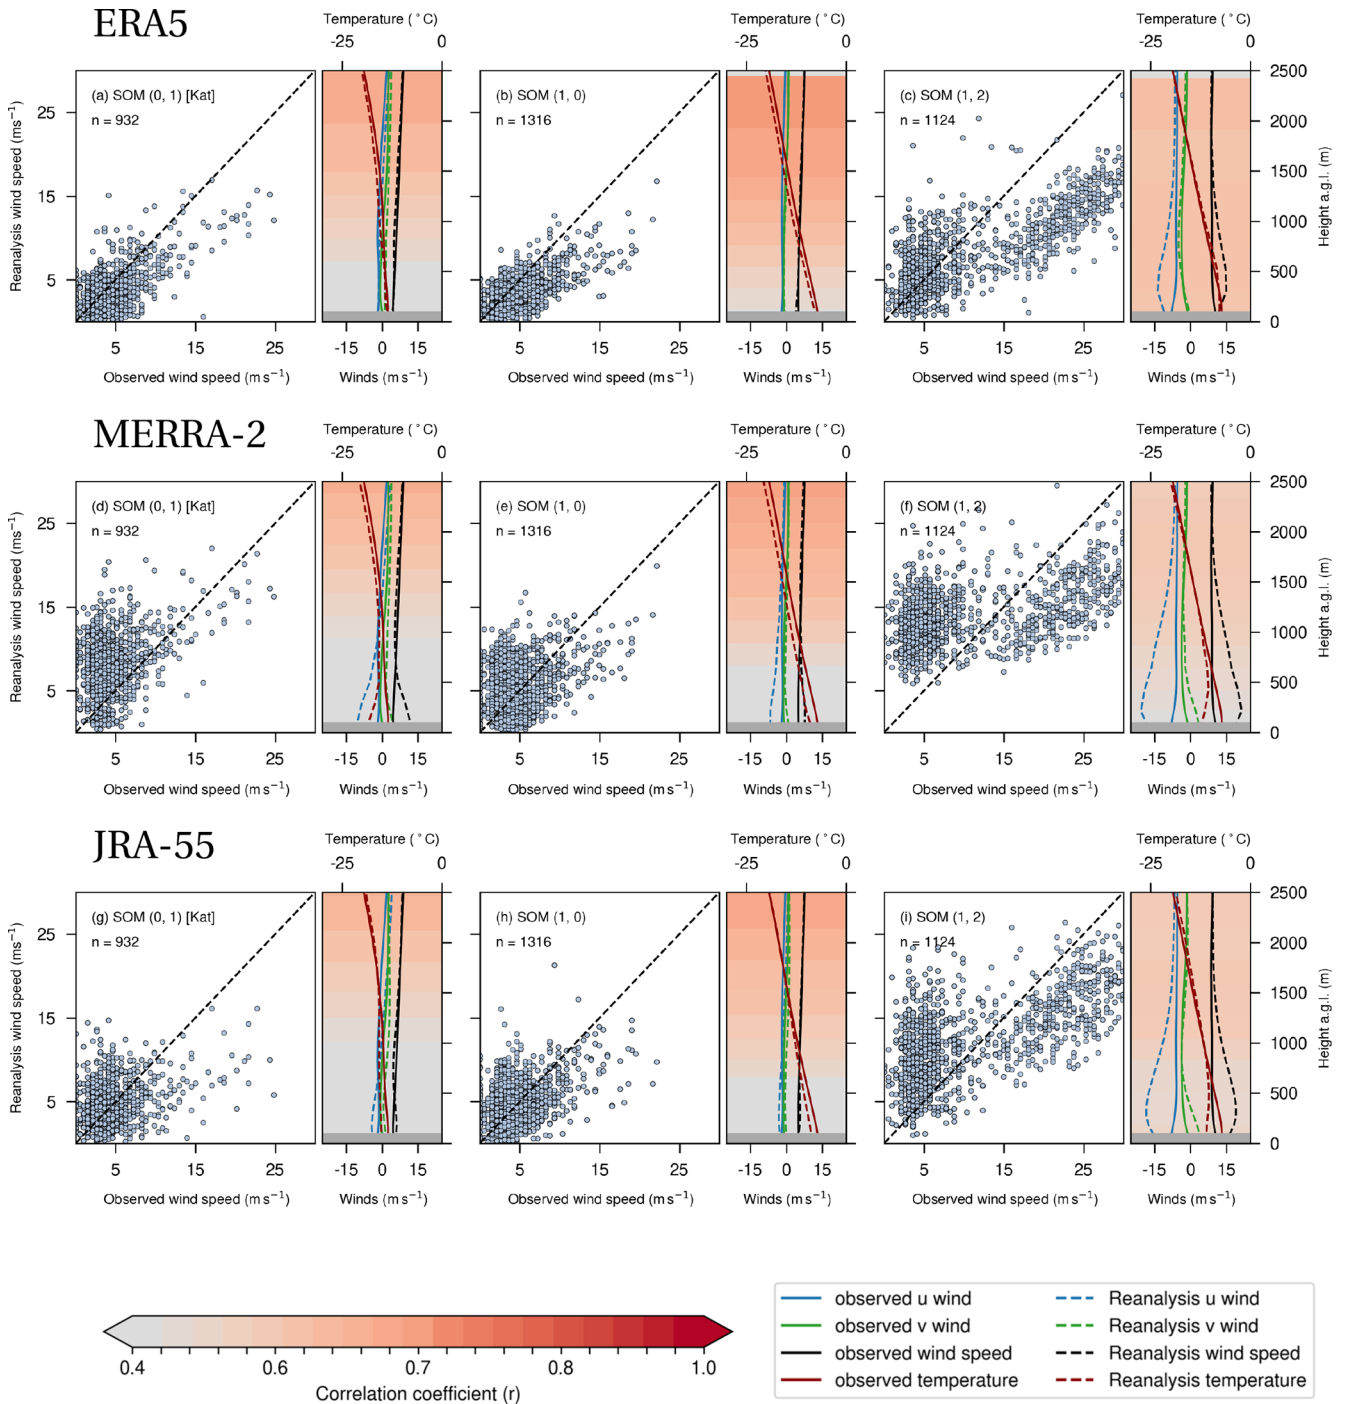 ERA5
Temperature (°C)
-25 0
Temperature (°C)
-25 0
Temperature (°C)
-25 0
Reanalysis wind speed (ms−1)
25
15
5
(a) SOM (0, 1) [Kat]
n = 932
(b) SOM (1, 0)
n = 1316
(c) SOM (1, 2)
n = 1124
2500
2000
1500
1000
500
0
Height a.g.l. (m)
5 15 25
-15 0 15
5 15 25
-15 0 15
5 15 25
-15 0 15
Observed wind speed (m s−1)
Winds (m s−1)
Observed wind speed (m s−1)
Winds (m s−1)
Observed wind speed (m s−1)
Winds (m s−1)
MERRA-2
Temperature (°C)
-25 0
Temperature (°C)
-25 0
Temperature (°C)
-25 0
Reanalysis wind speed (ms−1)
25
15
5
(d) SOM (0, 1) [Kat]
n = 932
(e) SOM (1, 0)
n = 1316
(f) SOM (1, 2)
n = 1124
2500
2000
1500
1000
500
0
Height a.g.l. (m)
5 15 25
-15 0 15
5 15 25
-15 0 15
5 15 25
-15 0 15
Observed wind speed (m s−1)
Winds (m s−1)
Observed wind speed (m s−1)
Winds (m s−1)
Observed wind speed (m s−1)
Winds (m s−1)
JRA-55
Temperature (°C)
-25 0
Temperature (°C)
-25 0
Temperature (°C)
-25 0
Reanalysis wind speed (ms−1)
25
15
5
(g) SOM (0, 1) [Kat]
n = 932
(h) SOM (1, 0)
n = 1316
(i) SOM (1, 2)
n = 1124
2500
2000
1500
1000
500
0
Height a.g.l. (m)
5 15 25
-15 0 15
5 15 25
-15 0 15
5 15 25
-15 0 15
Observed wind speed (m s−1)
Winds (m s−1)
Observed wind speed (m s−1)
Winds (m s−1)
Observed wind speed (m s−1)
Winds (m s−1)
0.4 0.6 0.7 0.8 1.0
Correlation coefficient (r)
observed u wind
observed v wind
observed wind speed
observed temperature
Reanalysis u wind
Reanalysis v wind
Reanalysis wind speed
Reanalysis temperature